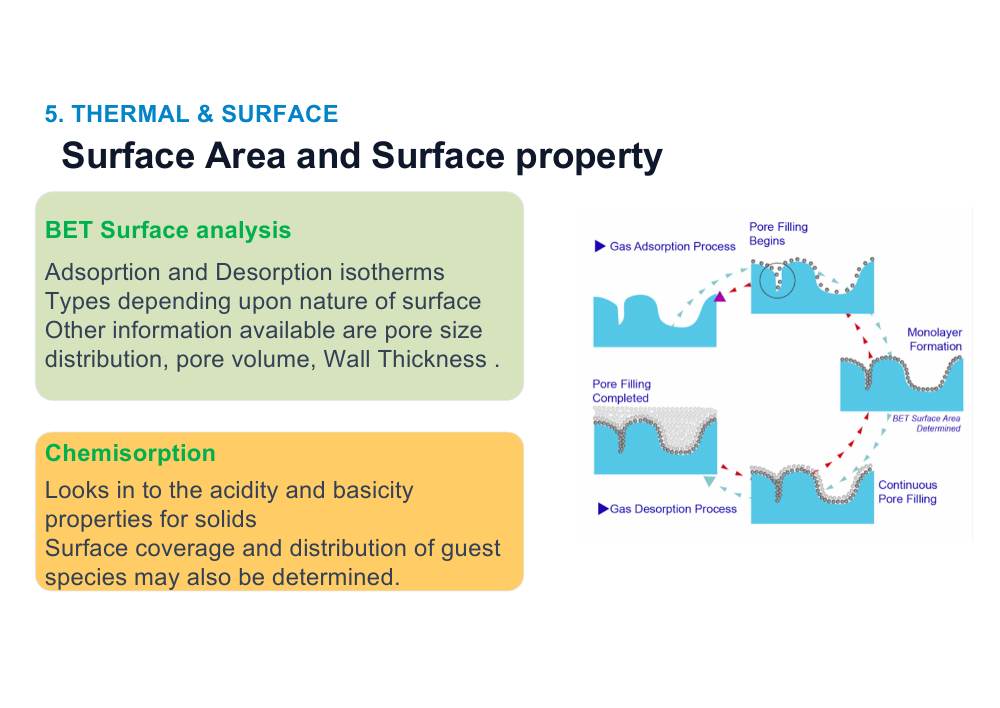 5. THERMAL & SURFACE
Surface Area and Surface property
BET Surface analysis
Adsoprtion and Desorption isotherms
Types depending upon nature of surface
Other information available are pore size
distribution, pore volume, Wall Thickness .
Chemisorption
Looks in to the acidity and basicity
properties for solids
Surface coverage and distribution of guest
species may also be determined.
Gas Adsorption Process
Pore Filling
Begins
Monolayer
Formation
BET Surface Area
Determined
Continuous
Pore Filling
Pore Filling
Completed
Gas Desorption Process